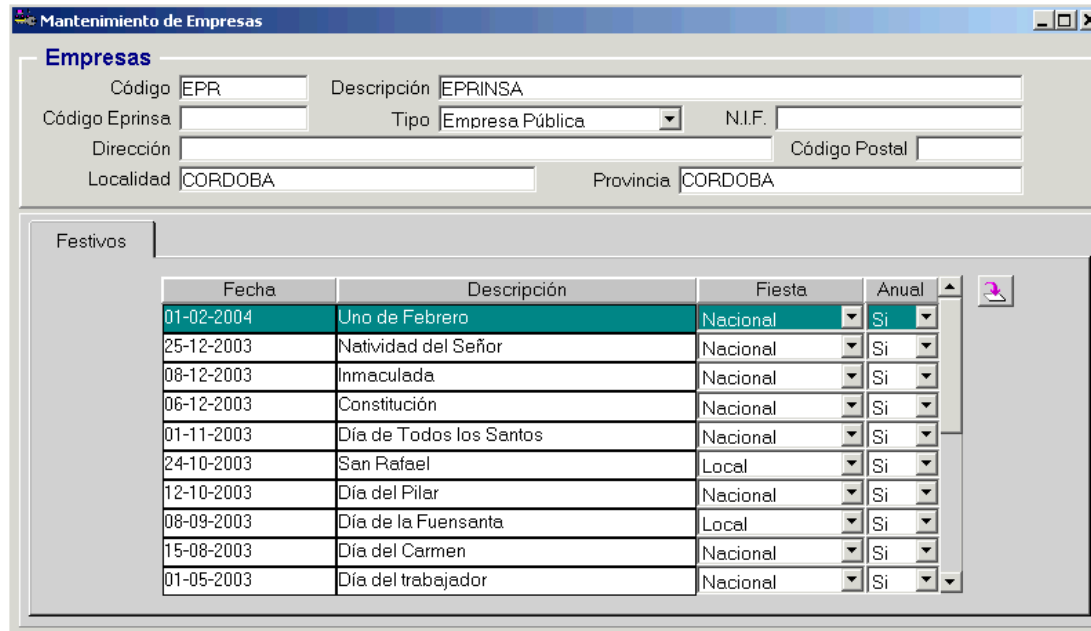 Mantenimiento de Empresas
Empresas
Código EPR Descripción EPRINSA
Código Eprinsa Tipo Empresa Pública N.I.F.
Dirección Código Postal
Localidad CORDOBA Provincia CORDOBA
Festivos
Fecha Descripción Fiesta Anual
01-02-2004 Uno de Febrero Nacional Si
25-12-2003 Natividad del Señor Nacional Si
08-12-2003 Inmaculada Nacional Si
06-12-2003 Constitución Nacional Si
01-11-2003 Día de Todos los Santos Nacional Si
24-10-2003 San Rafael Local Si
12-10-2003 Día del Pilar Nacional Si
08-09-2003 Día de la Fuensanta Local Si
15-08-2003 Día del Carmen Nacional Si
01-05-2003 Día del trabajador Nacional Si